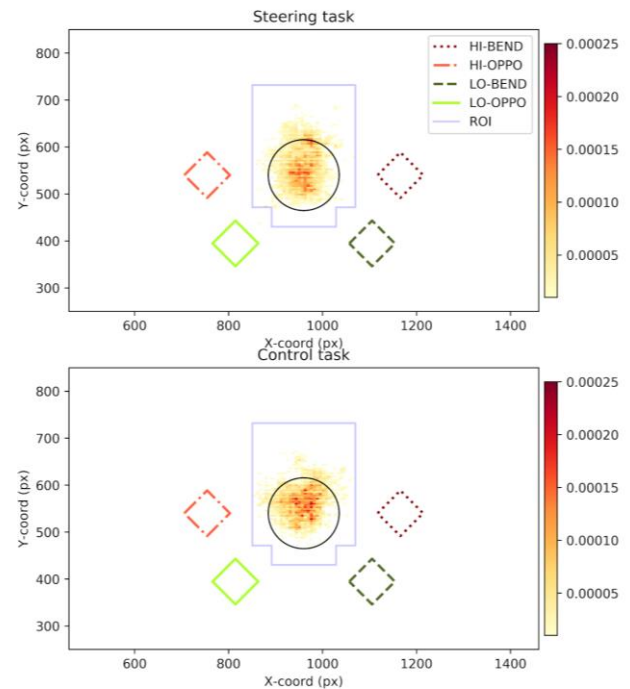 Steering task
800
700
600
500
400
300
Y-coord (px)
600
800
1000
1200
1400
X-coord (px)
HI-BEND
HI-OPPO
LO-BEND
LO-OPPO
ROI
0.00025
0.00020
0.00015
0.00010
0.00005
Control task
800
700
600
500
400
300
Y-coord (px)
600
800
1000
1200
1400
X-coord (px)
0.00025
0.00020
0.00015
0.00010
0.00005